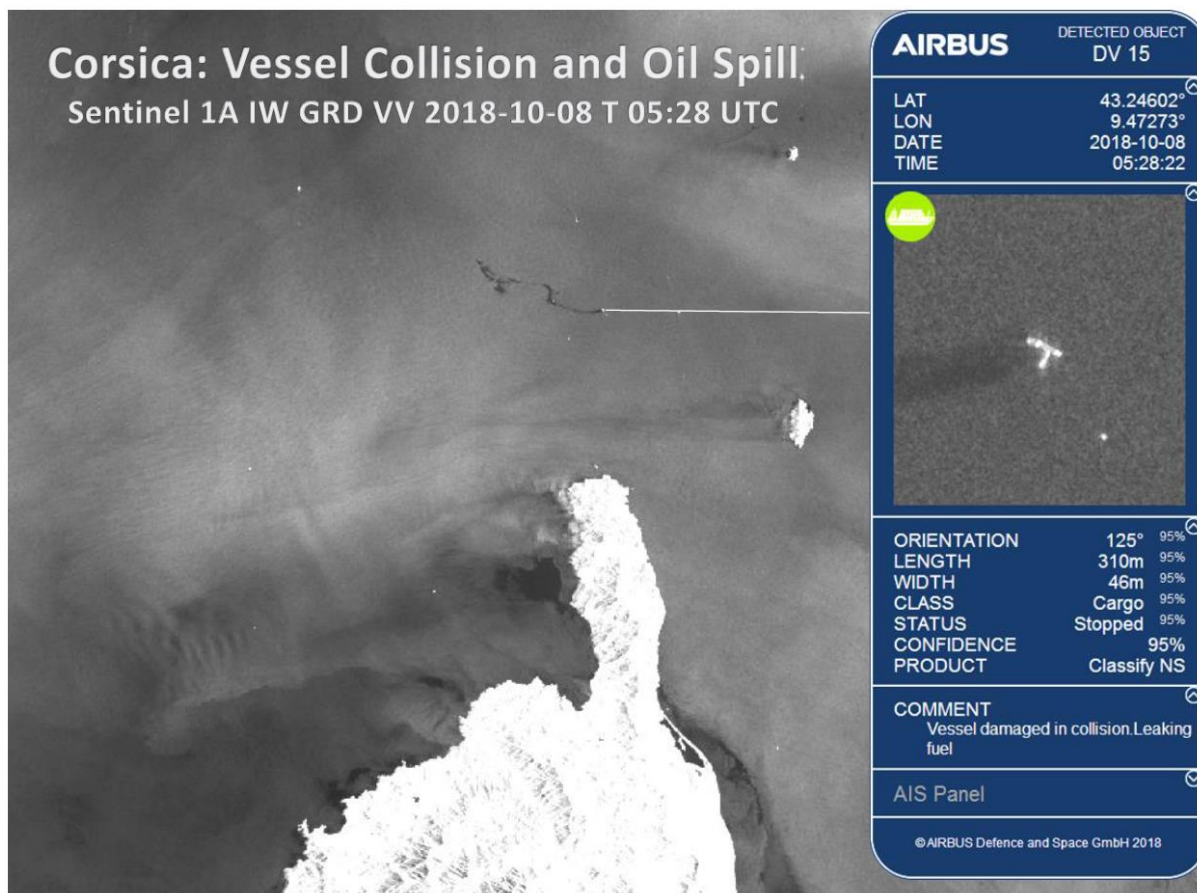 Corsica: Vessel Collision and Oil Spill.
Sentinel 1A IW GRD VV 2018-10-08 T 05:28 UTC
AIRBUS
DETECTED OBJECT
DV 15
LAT 43.24602°
LON 9.47273°
DATE 2018-10-08
TIME 05:28:22
ORIENTATION 125° 95%
LENGTH 310m 95%
WIDTH 46m 95%
CLASS Cargo 95%
STATUS Stopped 95%
CONFIDENCE 95%
PRODUCT Classify NS
COMMENT
Vessel damaged in collision.Leaking
fuel
AIS Panel
©AIRBUS Defence and Space GmbH 2018